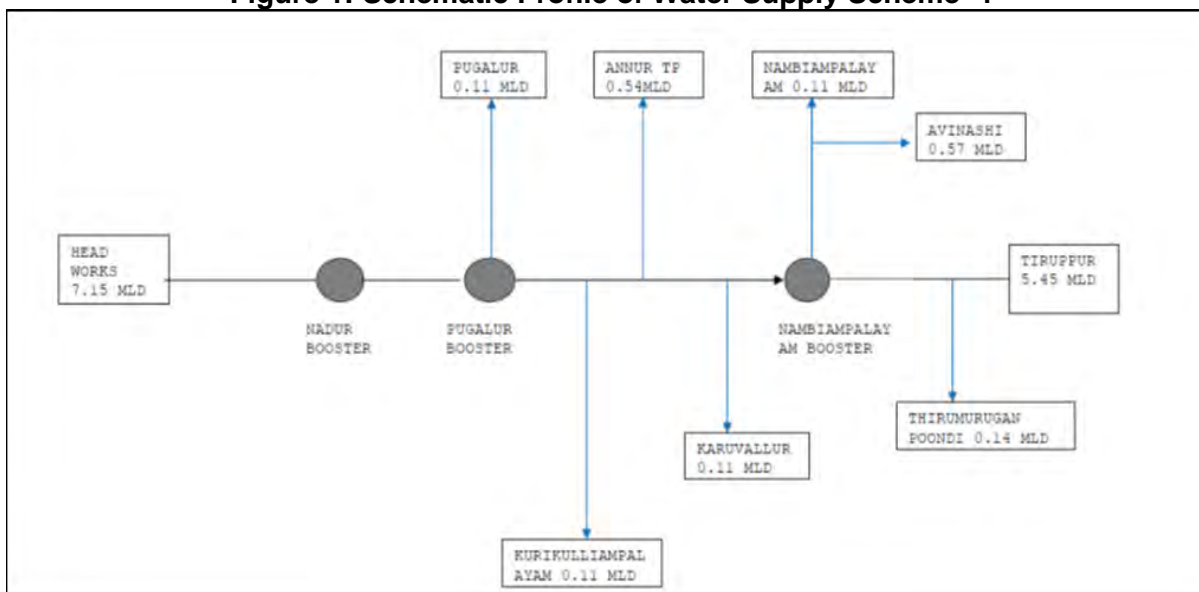 Figure 1: Schematic Profile of Water Supply Scheme -1
PUGALUR
0.11 MLD
ANNUR TP
0.54MLD
NAMBIAMPALAY
AM 0.11 MLD
AVINASHI
0.57 MLD
HEAD
WORKS
7.15 MLD
TIRUPPUR
5.45 MLD
NADUR
BOOSTER
PUGALUR
BOOSTER
NAMBIAMPALAY
AM BOOSTER
THIRUMURUGAN
POONDI 0.14 MLD
KARUVALLUR
0.11 MLD
KURIKULLIAMPAL
AYAM 0.11 MLD